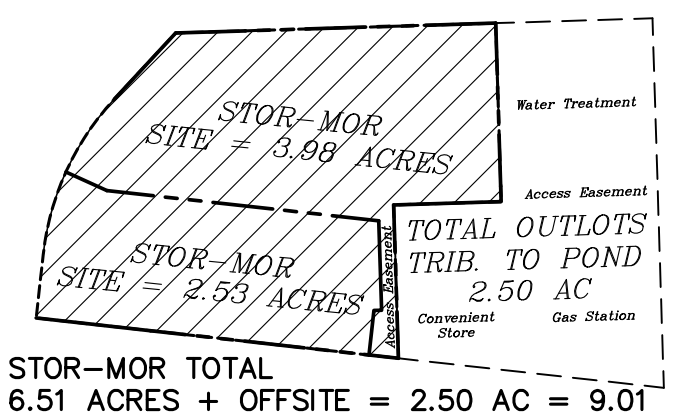 Water Treatment
STOR-MOR
SITE = 3.98 ACRES
Access Easement
TOTAL OUTLOTS
TRIB. TO POND
2.50 AC
Access Easement
STOR-MOR
SITE = 2.53 ACRES
Convenient
Store
Gas Station
STOR-MOR TOTAL
6.51 ACRES + OFFSITE = 2.50 AC = 9.01